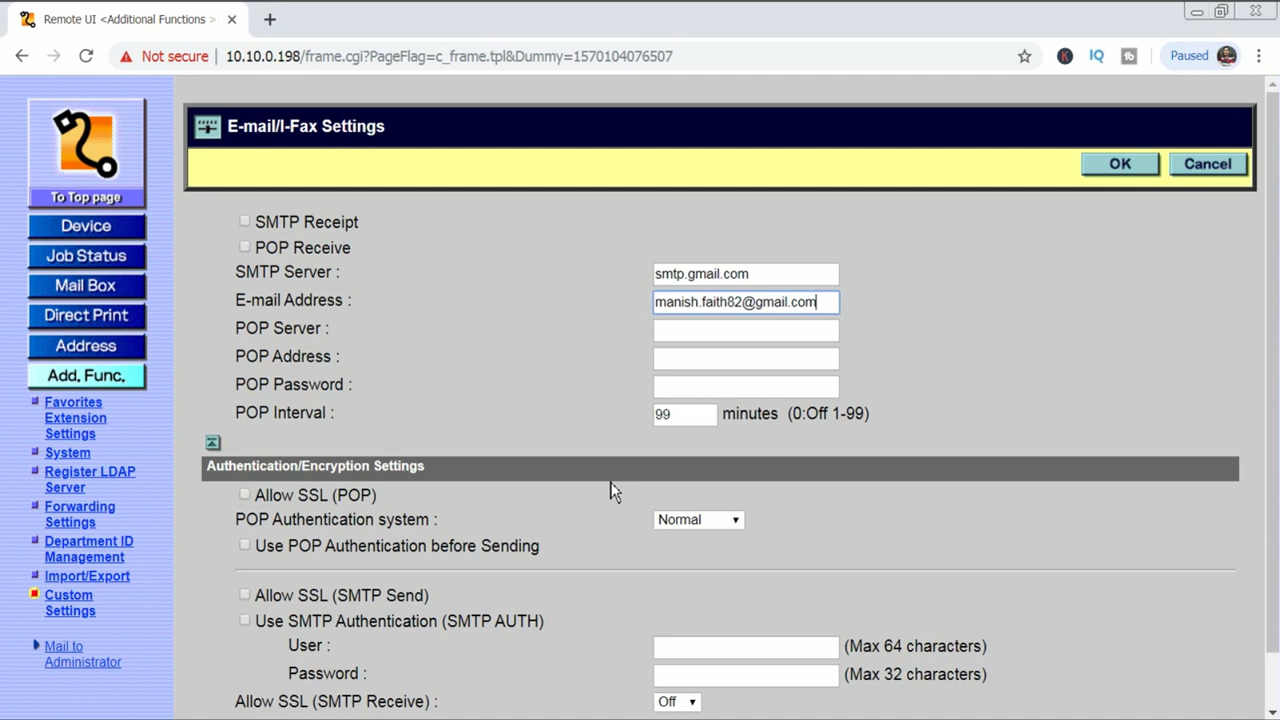 Remote UI <Additional Functions >
Not secure
10.10.0.198/frame.cgi?PageFlag=c_frame.tpl&Dummy=1570104076507
K
IQ
tb
Paused
To Top page
Device
Job Status
Mail Box
Direct Print
Address
Add. Func.
Favorites
Extension
Settings
System
Register LDAP
Server
Forwarding
Settings
Department ID
Management
Import/Export
Custom
Settings
Mail to
Administrator
E-mail/I-Fax Settings
OK
Cancel
SMTP Receipt
POP Receive
SMTP Server : smtp.gmail.com
E-mail Address : manish.faith82@gmail.com
POP Server :
POP Address :
POP Password :
POP Interval : 99 minutes (0:Off 1-99)
Authentication/Encryption Settings
Allow SSL (POP)
POP Authentication system : Normal
Use POP Authentication before Sending
Allow SSL (SMTP Send)
Use SMTP Authentication (SMTP AUTH)
User : (Max 64 characters)
Password : (Max 32 characters)
Allow SSL (SMTP Receive) : Off